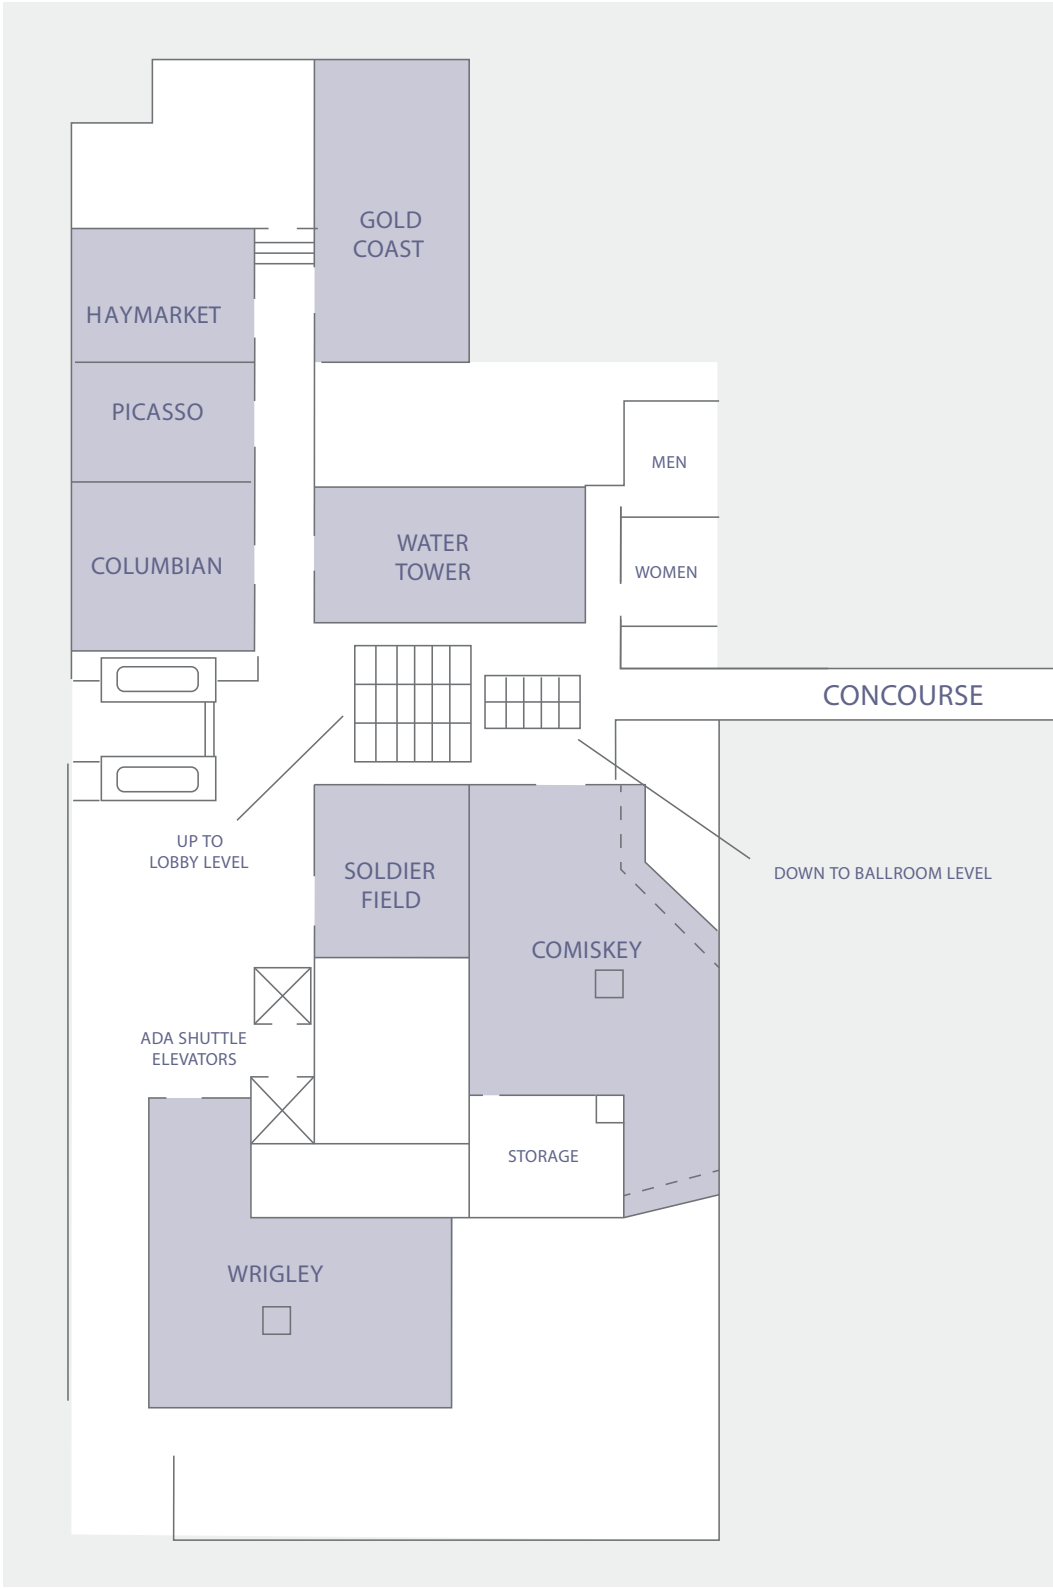 GOLD
COAST
HAYMARKET
PICASSO
MEN
WATER
TOWER
COLUMBIAN
WOMEN
CONCOURSE
UP TO
LOBBY LEVEL
SOLDIER
FIELD
DOWN TO BALLROOM LEVEL
COMISKEY
ADA SHUTTLE
ELEVATORS
STORAGE
WRIGLEY